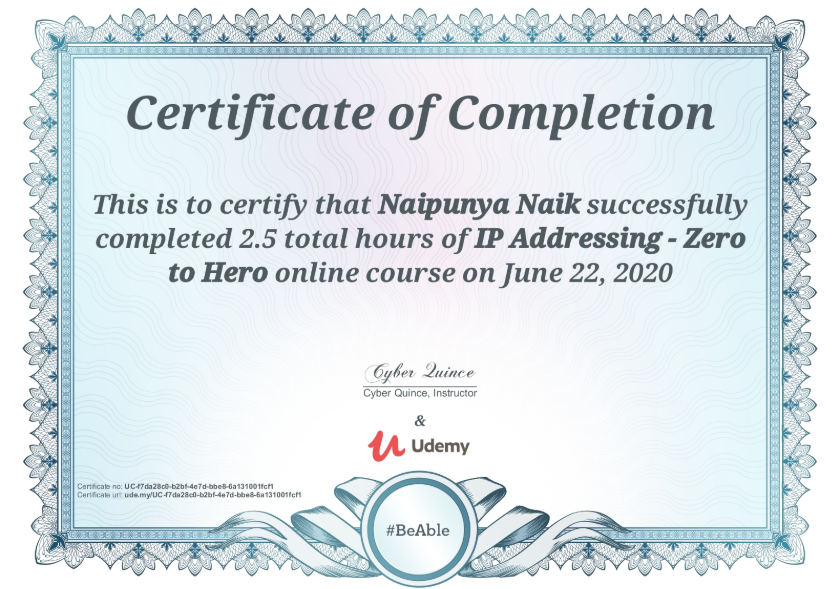 Certificate of Completion
This is to certify that Naipunya Naik successfully
completed 2.5 total hours of IP Addressing - Zero
to Hero online course on June 22, 2020
Cyber Quince
Cyber Quince, Instructor
&
Udemy
Certificate no: UC-f7da28c0-b2bf-4e7d-bbe8-6a131001fcf1
Certificate url: ude.my/UC-f7da28c0-b2bf-4e7d-bbe8-6a131001fcf1
#BeAble